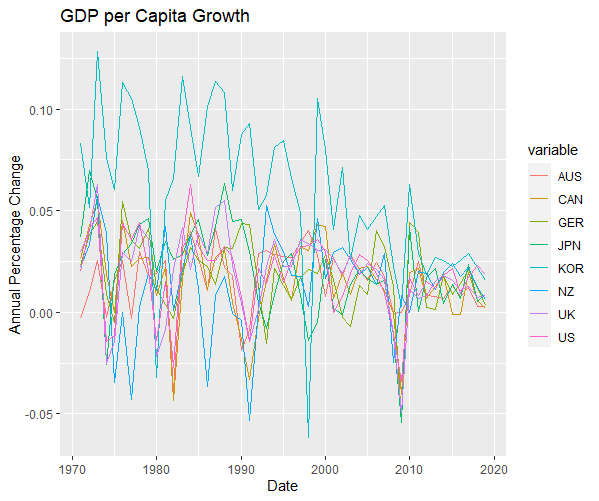 GDP per Capita Growth
Annual Percentage Change
0.10
0.05
0.00
-0.05
1970 1980 1990 2000 2010 2020
Date
variable
AUS
CAN
GER
JPN
KOR
NZ
UK
US